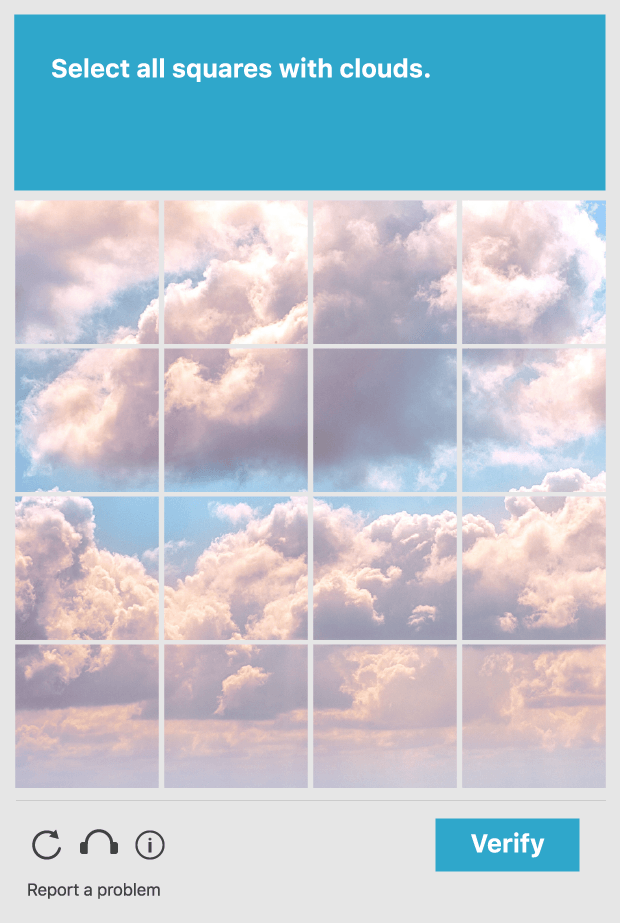 Select all squares with clouds.
Verify
Report a problem